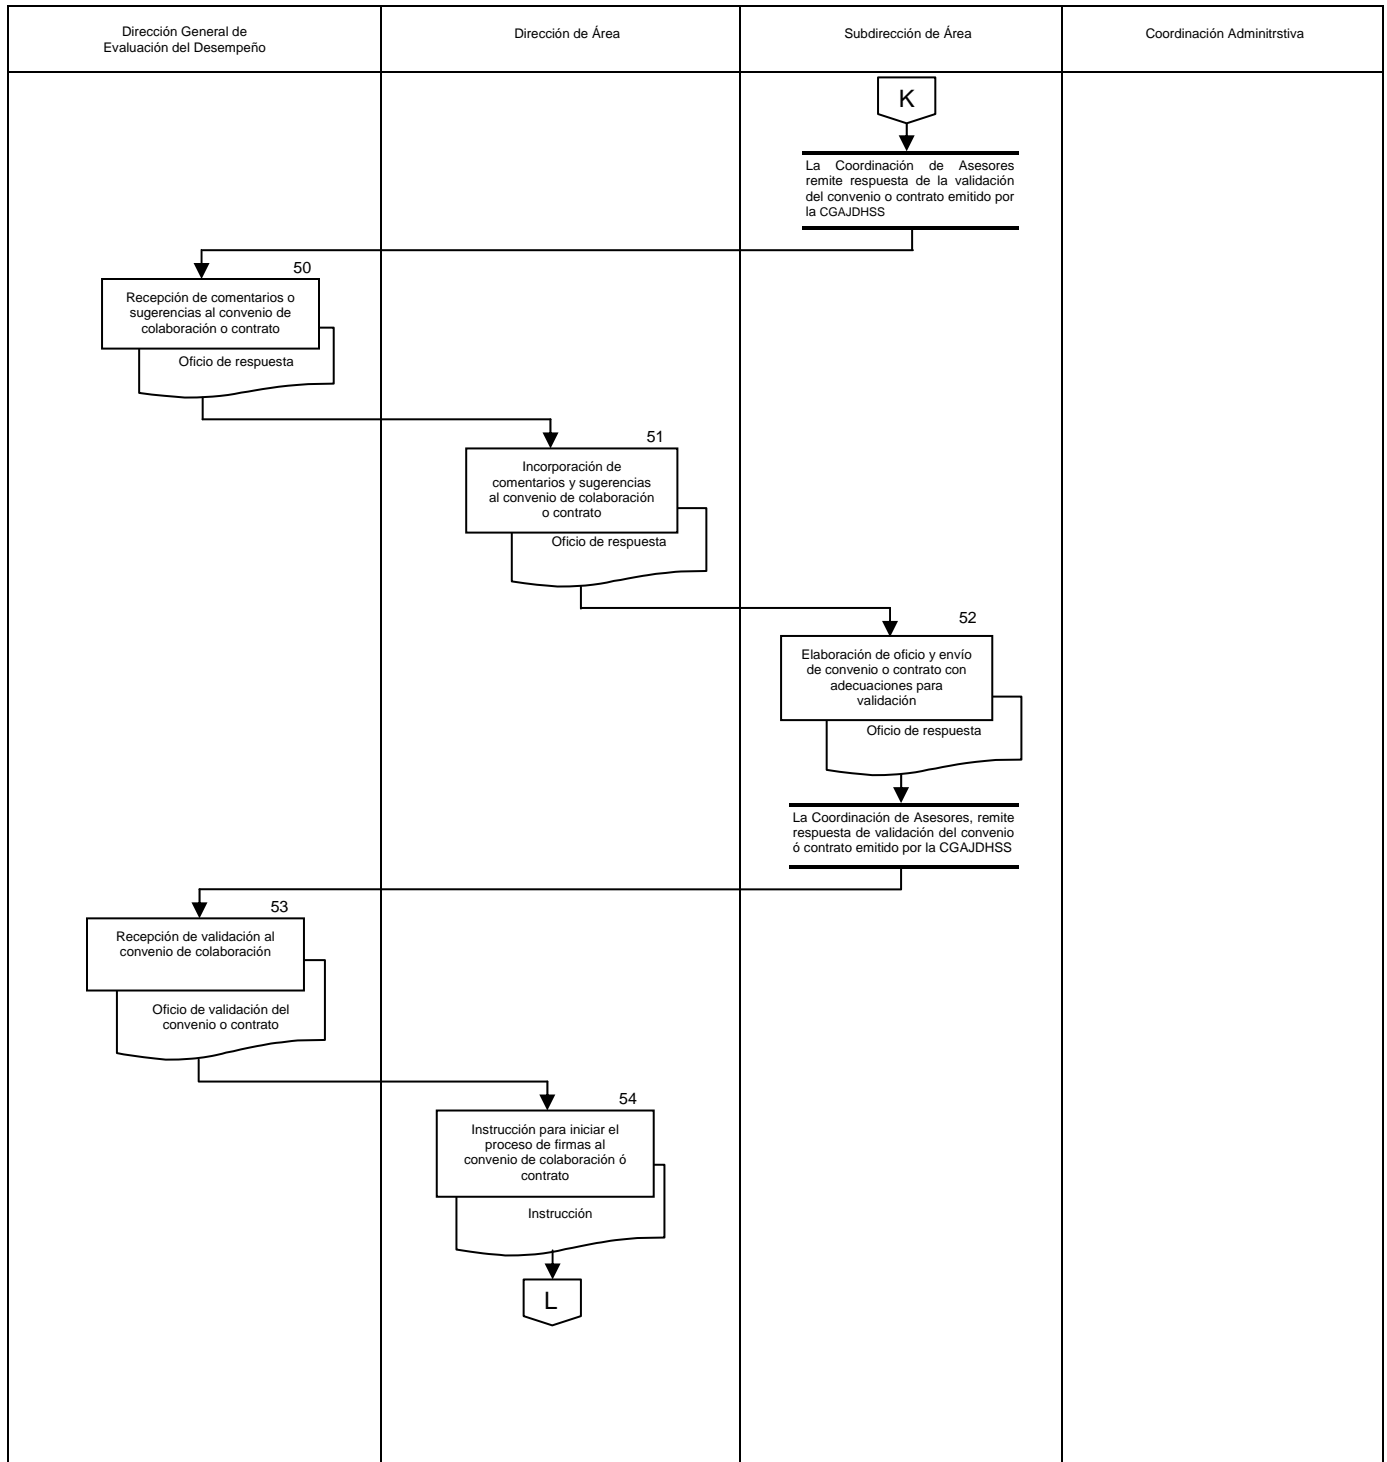 Dirección General de
Evaluación del Desempeño
Dirección de Área
Subdirección de Área
Coordinación Adminitrstiva
K
La Coordinación de Asesores
remite respuesta de la validación
del convenio o contrato emitido por
la CGAJDHSS
50
Recepción de comentarios o
sugerencias al convenio de
colaboración o contrato
Oficio de respuesta
51
Incorporación de
comentarios y sugerencias
al convenio de colaboración
o contrato
Oficio de respuesta
52
Elaboración de oficio y envío
de convenio o contrato con
adecuaciones para
validación
Oficio de respuesta
La Coordinación de Asesores, remite
respuesta de validación del convenio
ó contrato emitido por la CGAJDHSS
53
Recepción de validación al
convenio de colaboración
Oficio de validación del
convenio o contrato
54
Instrucción para iniciar el
proceso de firmas al
convenio de colaboración ó
contrato
Instrucción
L